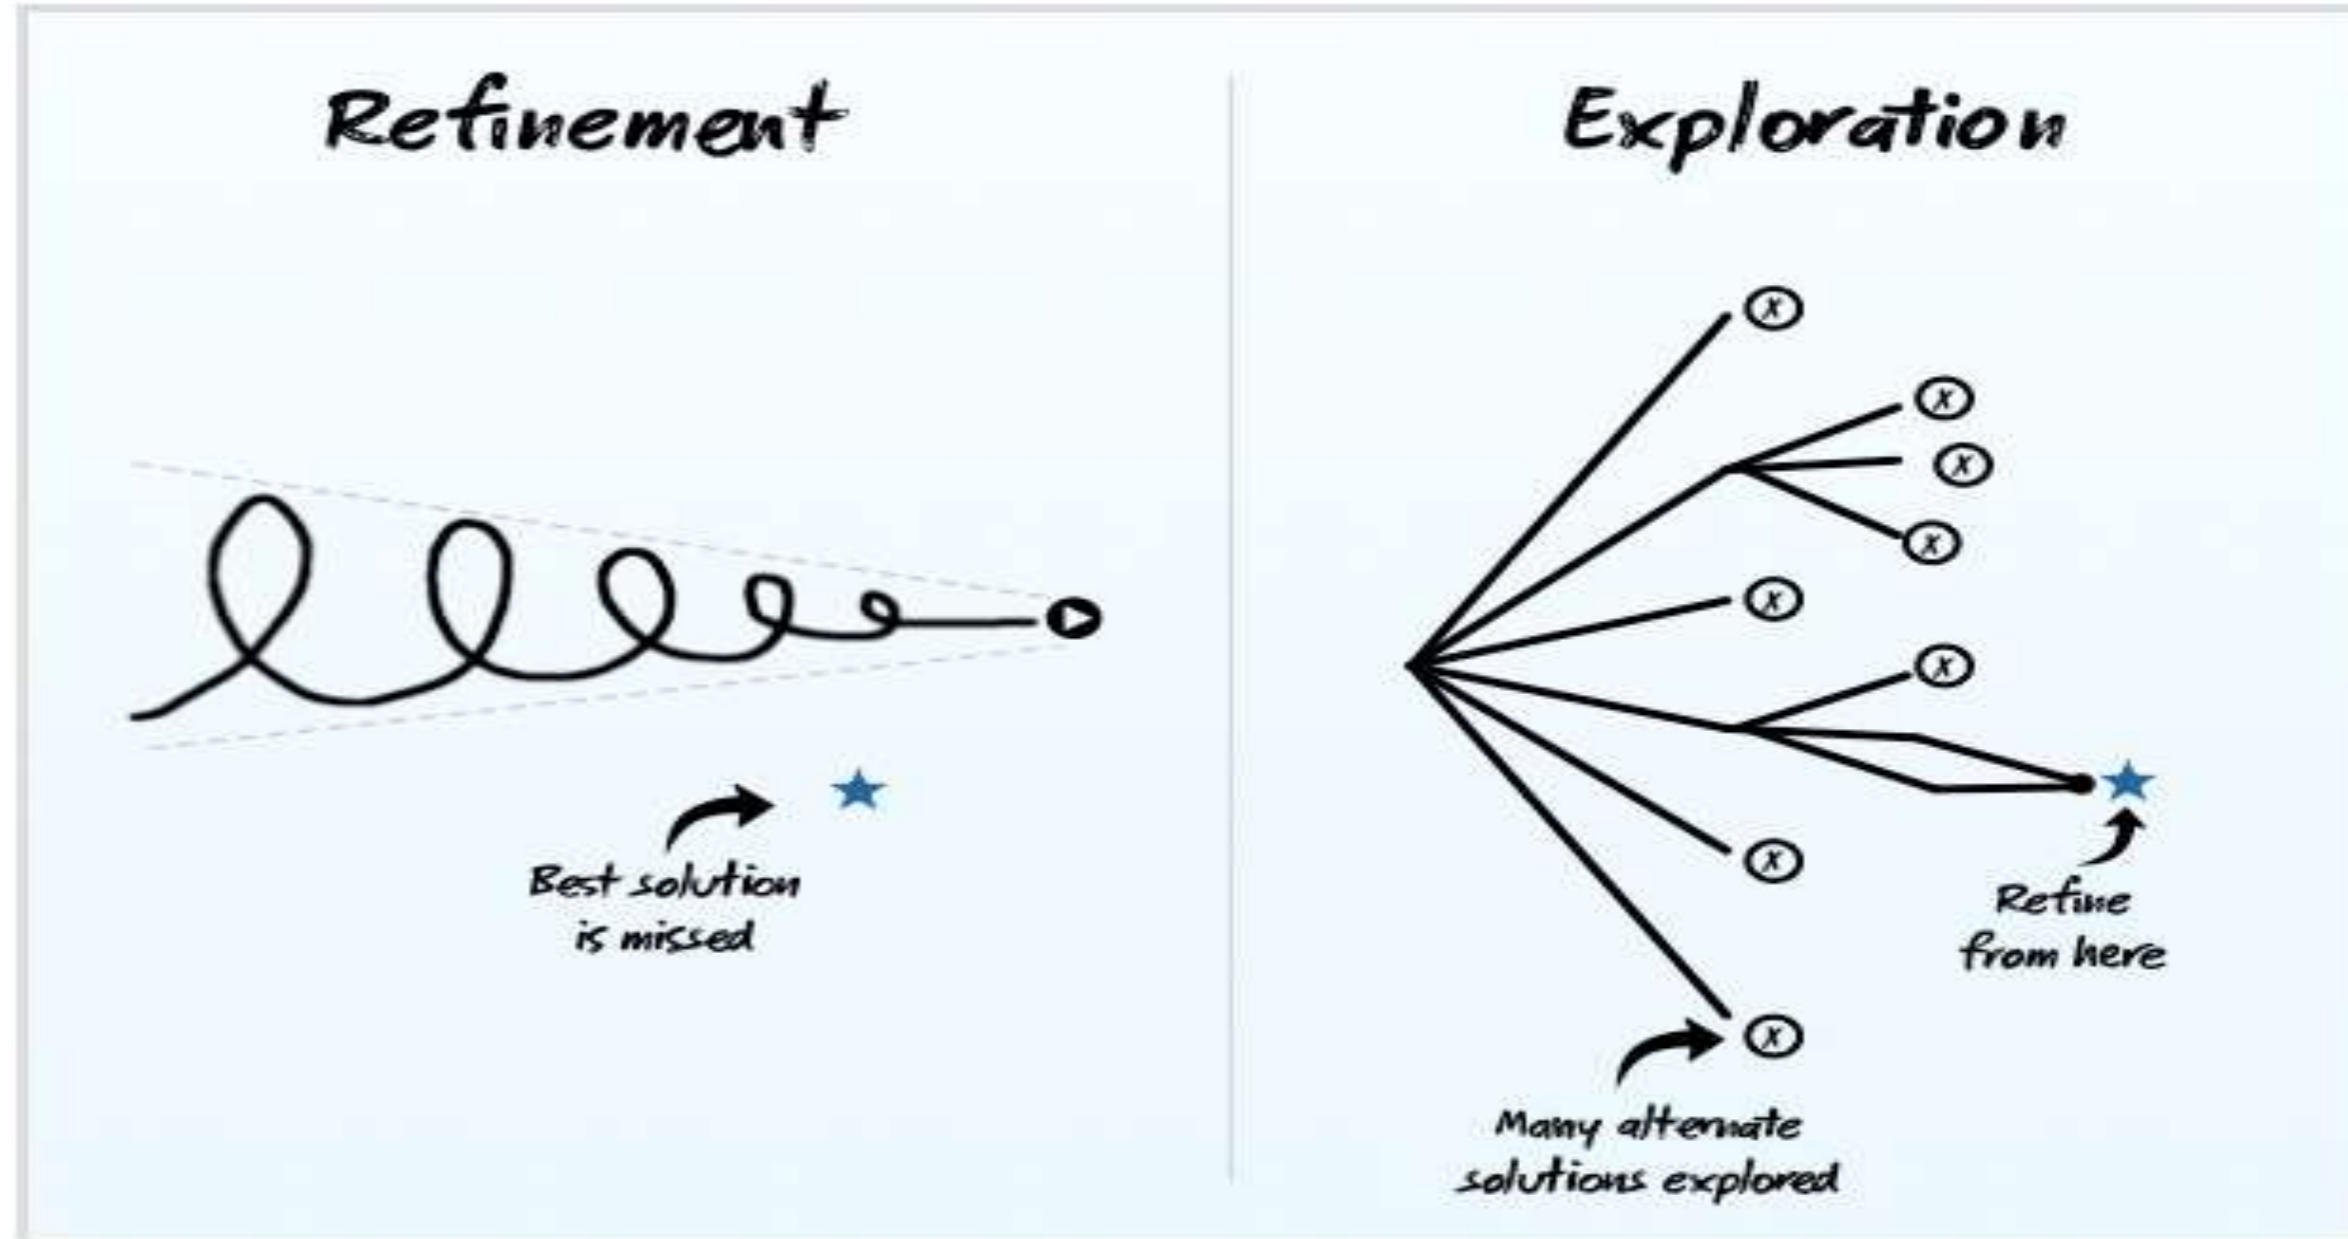 Refinement
Exploration
Best solution
is missed
x
x
x
x
x
x
x
x
Refine
from here
Many alternate
solutions explored